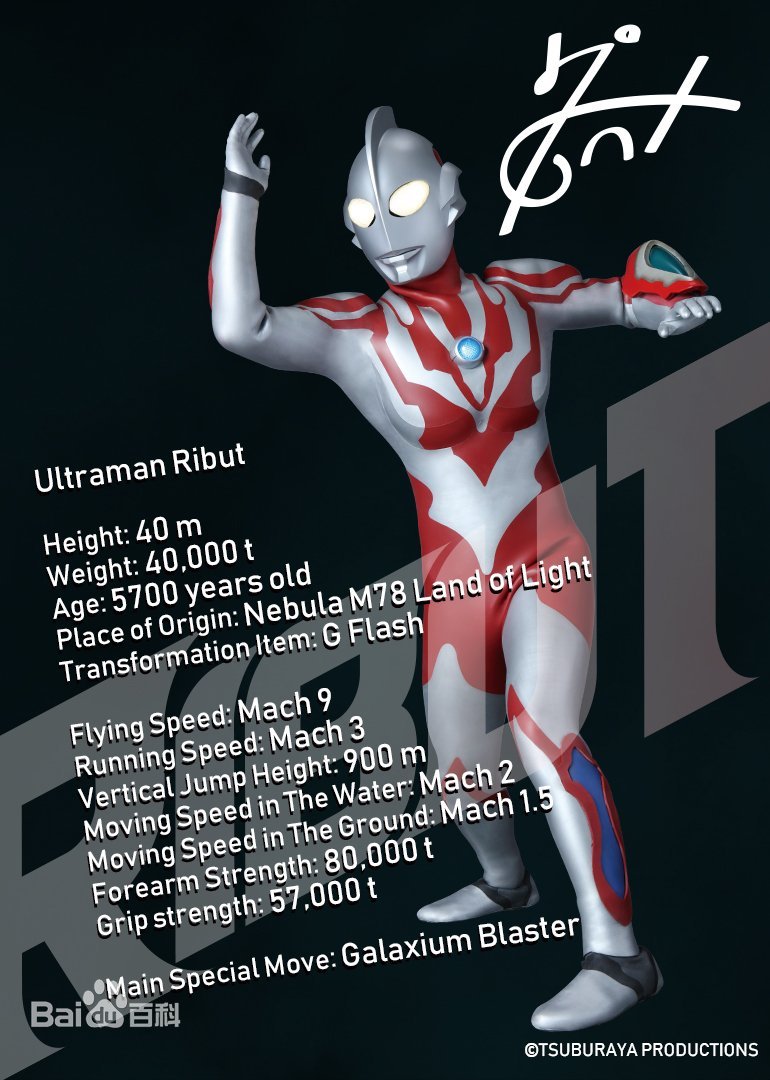 Ultraman Ribut
Height: 40 m
Weight: 40,000 t
Age: 5700 years old
Place of Origin: Nebula M78 Land of Light
Transformation Item: G Flash
Flying Speed: Mach 9
Running Speed: Mach 3
Vertical Jump Height: 900 m
Moving Speed in The Water: Mach 2
Moving Speed in The Ground: Mach 1.5
Forearm Strength: 80,000 t
Grip strength: 57,000 t
Main Special Move: Galaxium Blaster
RIBUT
Bai du 百科
©TSUBURAYA PRODUCTIONS